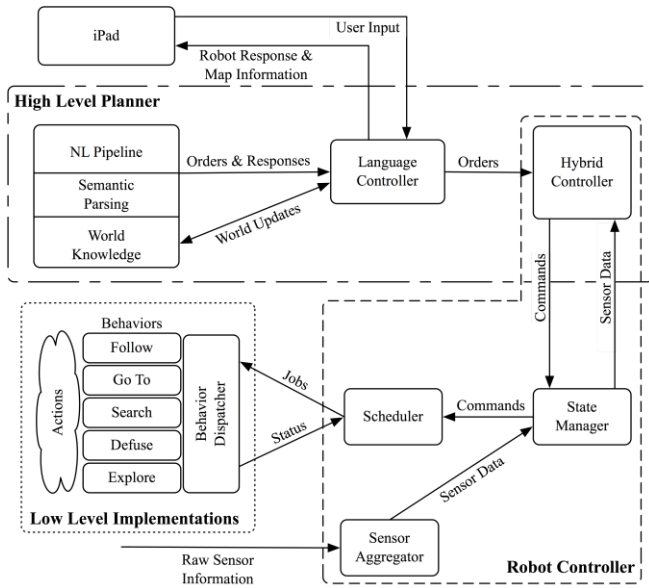 iPad
User Input
Robot Response &
Map Information
High Level Planner
NL Pipeline
Semantic
Parsing
World
Knowledge
Orders & Responses
World Updates
Language
Controller
Orders
Hybrid
Controller
Commands
Sensor Data
Behaviors
Follow
Go To
Search
Defuse
Explore
Actions
Behavior
Dispatcher
Jobs
Status
Scheduler
Commands
State
Manager
Sensor Data
Low Level Implementations
Sensor
Aggregator
Raw Sensor
Information
Robot Controller